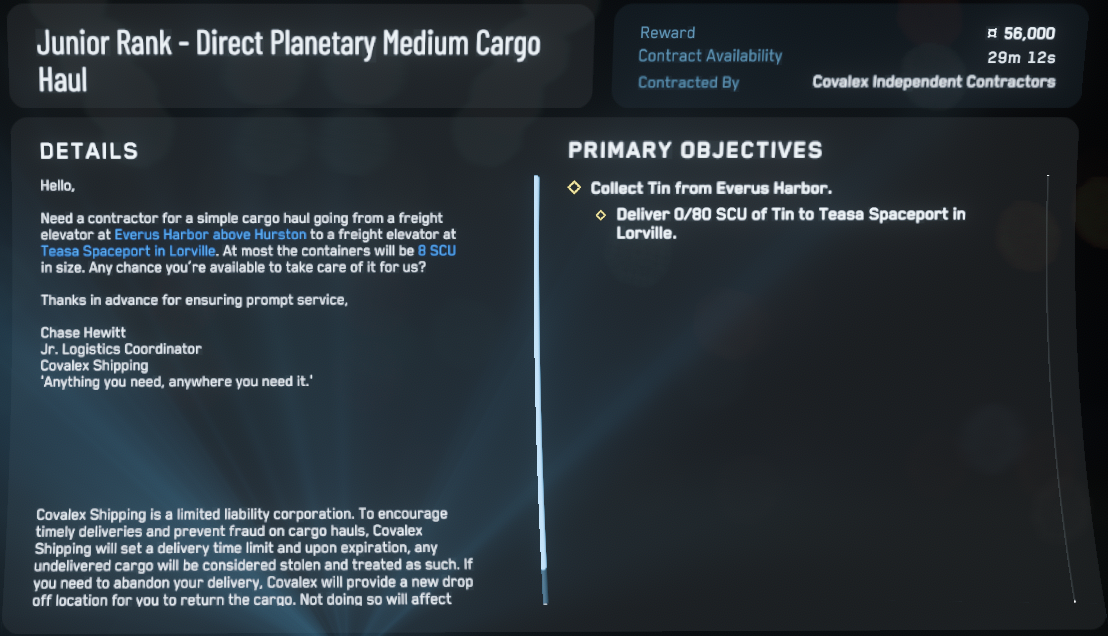 Junior Rank - Direct Planetary Medium Cargo
Haul
Reward
¤ 56,000
Contract Availability
29m 12s
Contracted By
Covalex Independent Contractors
DETAILS
Hello,
Need a contractor for a simple cargo haul going from a freight
elevator at Everus Harbor above Hurston to a freight elevator at
Teasa Spaceport in Lorville. At most the containers will be 8 SCU
in size. Any chance you're available to take care of it for us?
Thanks in advance for ensuring prompt service,
Chase Hewitt
Jr. Logistics Coordinator
Covalex Shipping
'Anything you need, anywhere you need it.'
Covalex Shipping is a limited liability corporation. To encourage
timely deliveries and prevent fraud on cargo hauls, Covalex
Shipping will set a delivery time limit and upon expiration, any
undelivered cargo will be considered stolen and treated as such. If
you need to abandon your delivery, Covalex will provide a new drop
off location for you to return the cargo. Not doing so will affect
PRIMARY OBJECTIVES
Collect Tin from Everus Harbor.
Deliver 0/80 SCU of Tin to Teasa Spaceport in
Lorville.